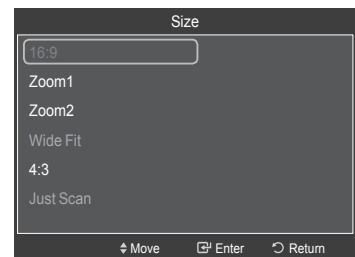 Size
16:9
Zoom1
Zoom2
Wide Fit
4:3
Just Scan
Move Enter Return